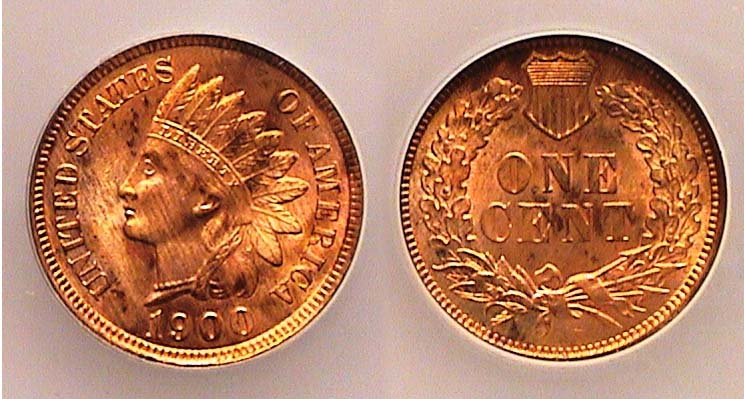 UNITED STATES OF AMERICA
LIBERTY
1900
ONE
CENT